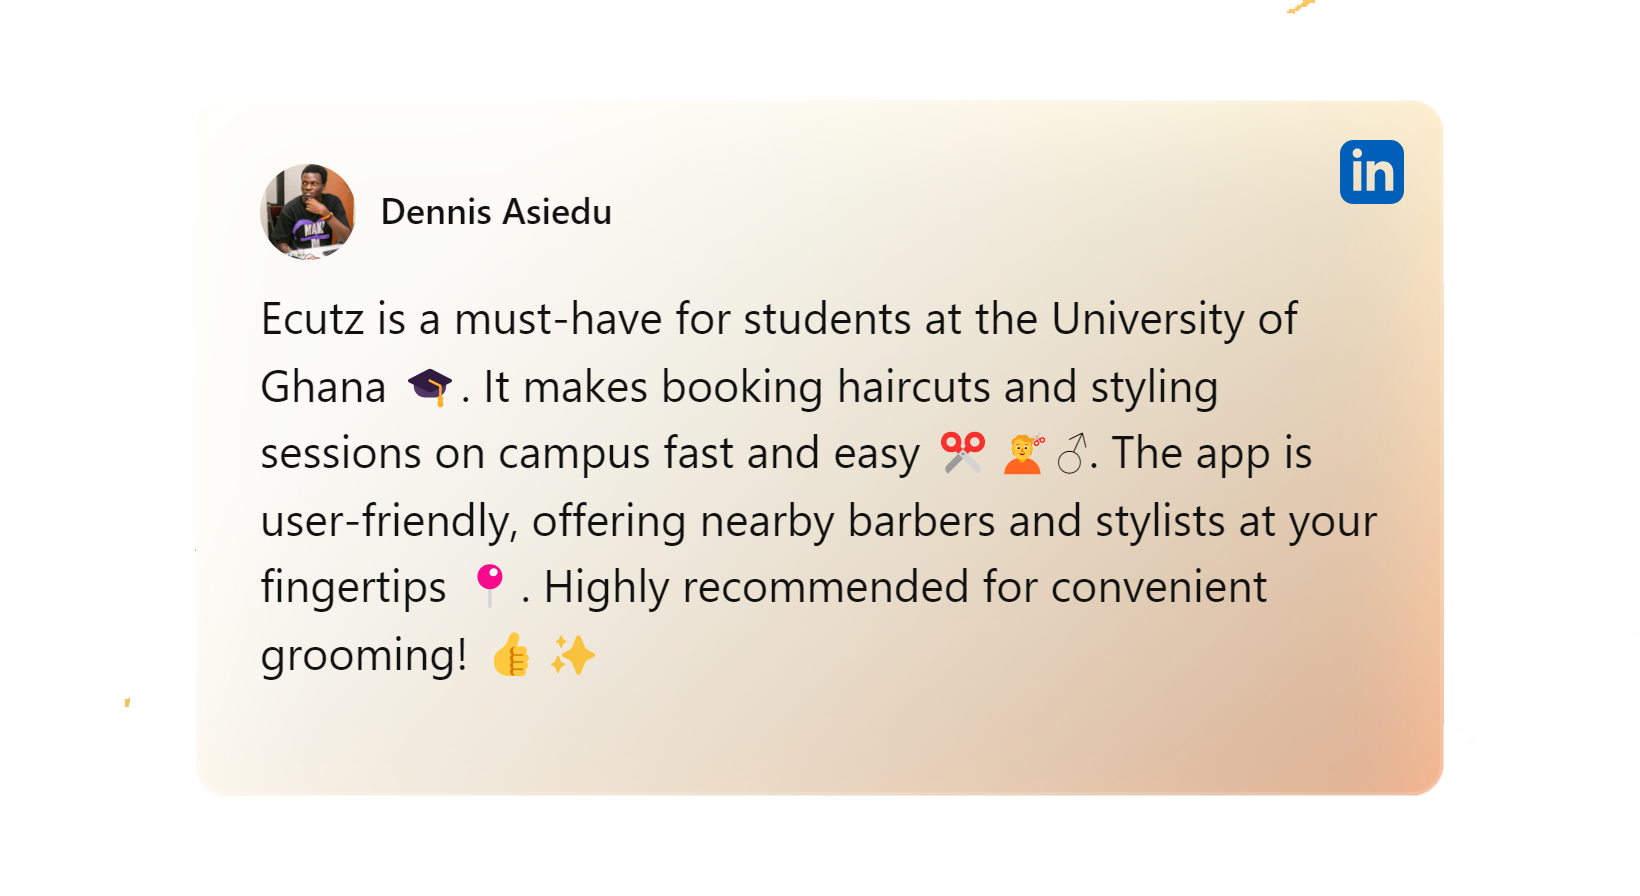 in
Dennis Asiedu
Ecutz is a must-have for students at the University of
Ghana 🎓. It makes booking haircuts and styling
sessions on campus fast and easy ✂️ 💇♂. The app is
user-friendly, offering nearby barbers and stylists at your
fingertips 📍. Highly recommended for convenient
grooming! 👍 ✨